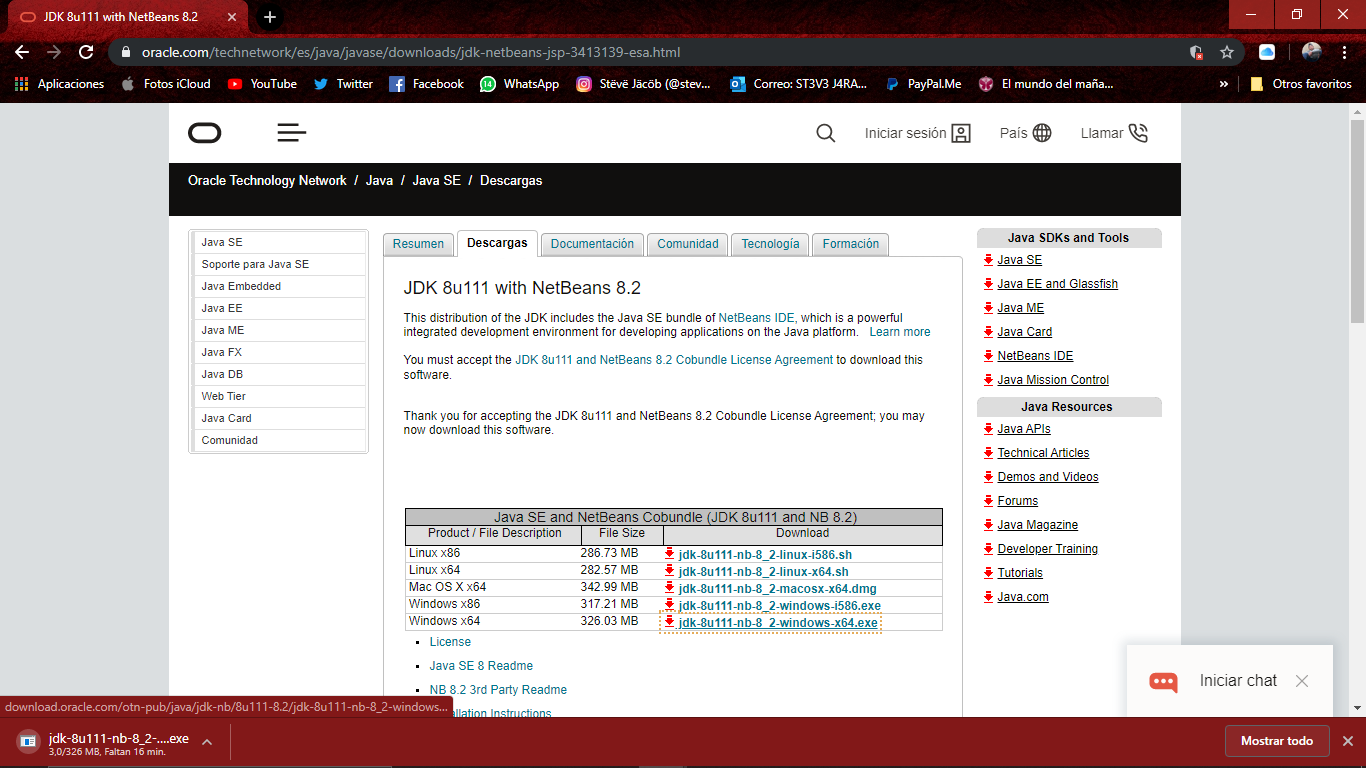 JDK 8u111 with NetBeans 8.2
oracle.com/technetwork/es/java/javase/downloads/jdk-netbeans-jsp-3413139-esa.html
Aplicaciones
Fotos iCloud
YouTube
Twitter
Facebook
14
WhatsApp
Stëvë Jäcöb (@stev...
Correo: ST3V3 J4RA...
PayPal.Me
El mundo del maña...
»
Otros favoritos
Iniciar sesión
País
Llamar
Oracle Technology Network / Java / Java SE / Descargas
Java SE
Soporte para Java SE
Java Embedded
Java EE
Java ME
Java FX
Java DB
Web Tier
Java Card
Comunidad
Resumen
Descargas
Documentación
Comunidad
Tecnología
Formación
JDK 8u111 with NetBeans 8.2
This distribution of the JDK includes the Java SE bundle of NetBeans IDE, which is a powerful
integrated development environment for developing applications on the Java platform. Learn more
You must accept the JDK 8u111 and NetBeans 8.2 Cobundle License Agreement to download this
software.
Thank you for accepting the JDK 8u111 and NetBeans 8.2 Cobundle License Agreement; you may
now download this software.
Java SE and NetBeans Cobundle (JDK 8u111 and NB 8.2)
Product / File Description File Size Download
Linux x86 286.73 MB jdk-8u111-nb-8_2-linux-i586.sh
Linux x64 282.57 MB jdk-8u111-nb-8_2-linux-x64.sh
Mac OS X x64 342.99 MB jdk-8u111-nb-8_2-macosx-x64.dmg
Windows x86 317.21 MB jdk-8u111-nb-8_2-windows-i586.exe
Windows x64 326.03 MB jdk-8u111-nb-8_2-windows-x64.exe
License
Java SE 8 Readme
NB 8.2 3rd Party Readme
allation Instructions
Java SDKs and Tools
Java SE
Java EE and Glassfish
Java ME
Java Card
NetBeans IDE
Java Mission Control
Java Resources
Java APIs
Technical Articles
Demos and Videos
Forums
Java Magazine
Developer Training
Tutorials
Java.com
Iniciar chat
download.oracle.com/otn-pub/java/jdk-nb/8u111-8.2/jdk-8u111-nb-8_2-windows...
jdk-8u111-nb-8_2-....exe
3,0/326 MB, Faltan 16 min.
Mostrar todo